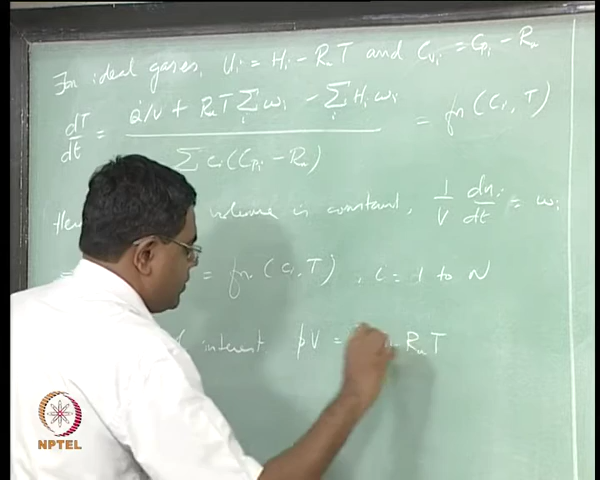 For ideal gases, Ui = Hi - RuT and Cvi = Cpi - Ru
dT/dt = (Q̇/V + RuT Σi ωi - Σi Hi ωi) / (Σ ci (Cpi - Ru)) = fn (ci, T)
volume is constant, 1/V dni/dt = ωi
= fn (ci, T), i = 1 to N
interest pV = RuT
NPTEL